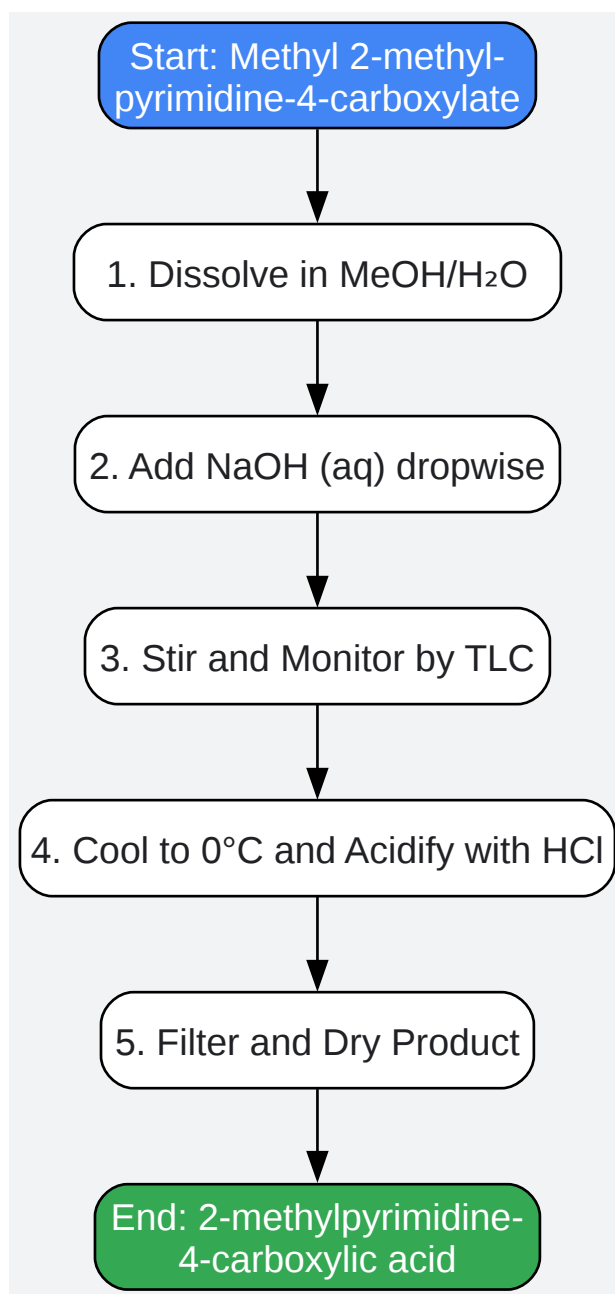 Start: Methyl 2-methyl-
pyrimidine-4-carboxylate
1. Dissolve in MeOH/H₂O
2. Add NaOH (aq) dropwise
3. Stir and Monitor by TLC
4. Cool to 0°C and Acidify with HCl
5. Filter and Dry Product
End: 2-methylpyrimidine-
4-carboxylic acid